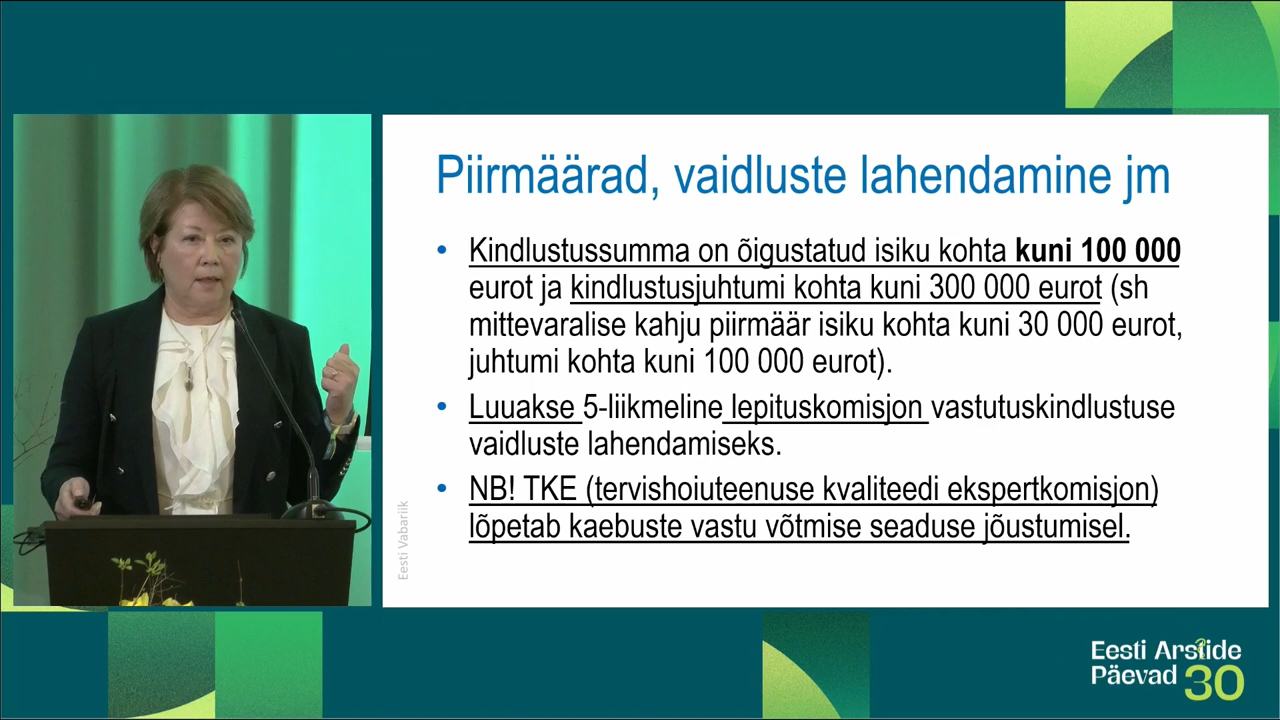 Piirmäärad, vaidluste lahendamine jm
• Kindlustussumma on õigustatud isiku kohta kuni 100 000
eurot ja kindlustusjuhtumi kohta kuni 300 000 eurot (sh
mittevaralise kahju piirmäär isiku kohta kuni 30 000 eurot,
juhtumi kohta kuni 100 000 eurot).
• Luuakse 5-liikmeline lepituskomisjon vastutuskindlustuse
vaidluste lahendamiseks.
• NB! TKE (tervishoiuteenuse kvaliteedi ekspertkomisjon)
lõpetab kaebuste vastu võtmise seaduse jõustumisel.
Eesti Vabariik
Eesti Arstide
Päevad 30